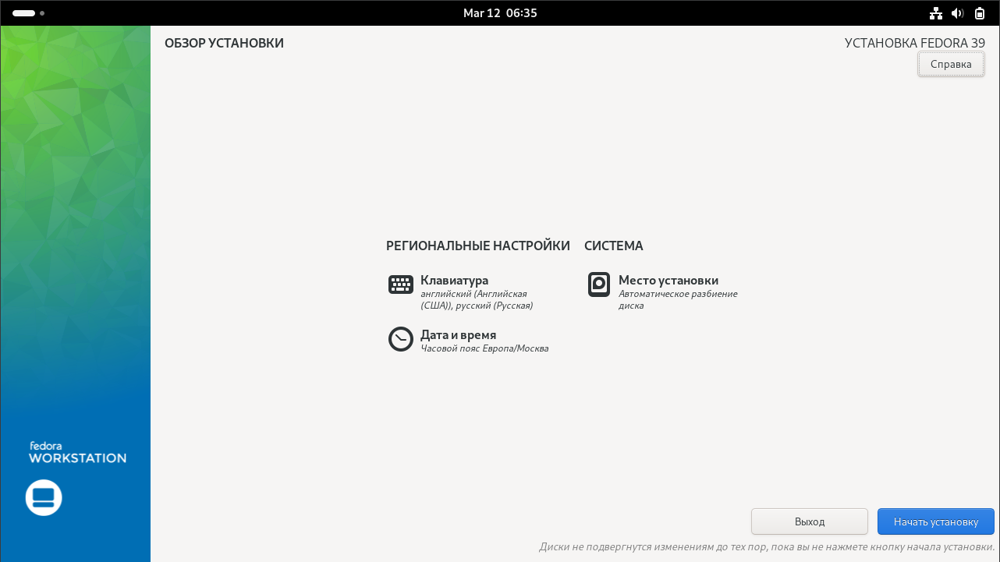 Mar 12 06:35
ОБЗОР УСТАНОВКИ
УСТАНОВКА FEDORA 39
Справка
РЕГИОНАЛЬНЫЕ НАСТРОЙКИ
СИСТЕМА
Клавиатура
английский (Английская
(США)), русский (Русская)
Место установки
Автоматическое разбиение
диска
Дата и время
Часовой пояс Европа/Москва
fedora
WORKSTATION
Выход
Начать установку
Диски не подвергнутся изменениям до тех пор, пока вы не нажмете кнопку начала установки.